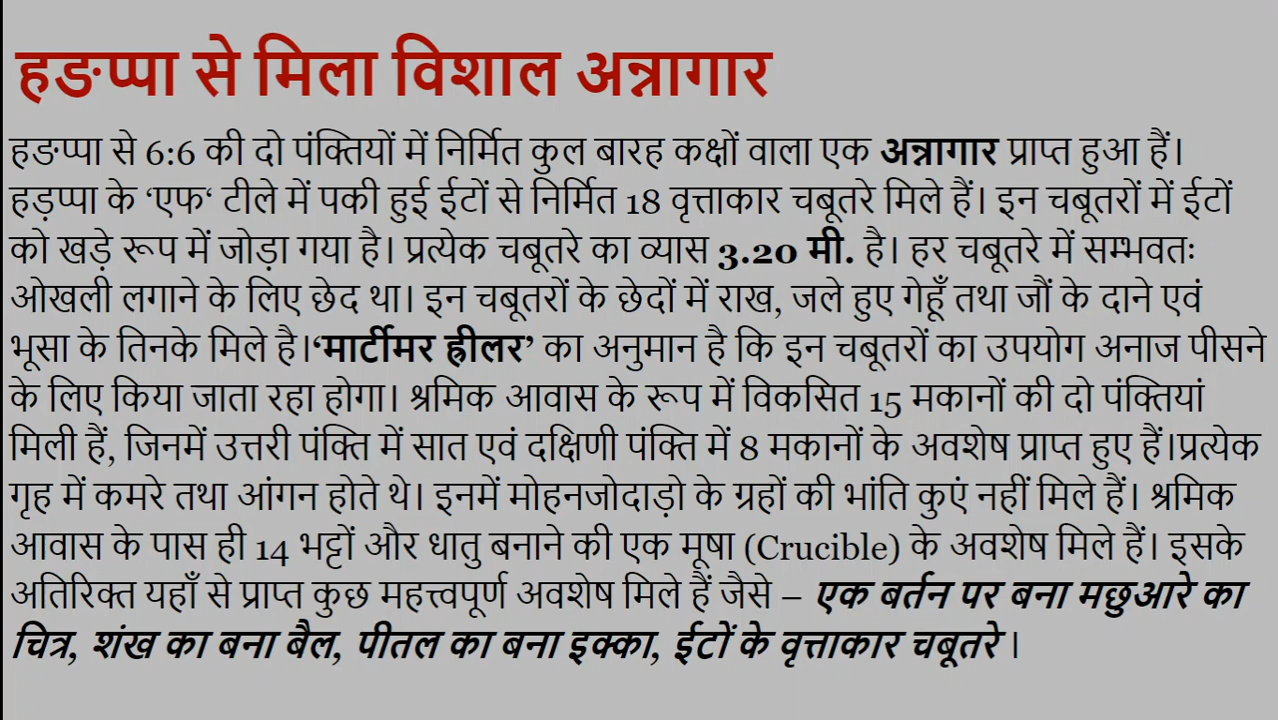 हङप्पा से मिला विशाल अन्नागार
हङप्पा से 6:6 की दो पंक्तियों में निर्मित कुल बारह कक्षों वाला एक अन्नागार प्राप्त हुआ हैं।
हड़प्पा के ‘एफ‘ टीले में पकी हुई ईटों से निर्मित 18 वृत्ताकार चबूतरे मिले हैं। इन चबूतरों में ईटों
को खड़े रूप में जोड़ा गया है। प्रत्येक चबूतरे का व्यास 3.20 मी. है। हर चबूतरे में सम्भवतः
ओखली लगाने के लिए छेद था। इन चबूतरों के छेदों में राख, जले हुए गेहूँ तथा जौं के दाने एवं
भूसा के तिनके मिले है।‘मार्टीमर ह्रीलर’ का अनुमान है कि इन चबूतरों का उपयोग अनाज पीसने
के लिए किया जाता रहा होगा। श्रमिक आवास के रूप में विकसित 15 मकानों की दो पंक्तियां
मिली हैं, जिनमें उत्तरी पंक्ति में सात एवं दक्षिणी पंक्ति में 8 मकानों के अवशेष प्राप्त हुए हैं।प्रत्येक
गृह में कमरे तथा आंगन होते थे। इनमें मोहनजोदाड़ो के ग्रहों की भांति कुएं नहीं मिले हैं। श्रमिक
आवास के पास ही 14 भट्टों और धातु बनाने की एक मूषा (Crucible) के अवशेष मिले हैं। इसके
अतिरिक्त यहाँ से प्राप्त कुछ महत्त्वपूर्ण अवशेष मिले हैं जैसे – एक बर्तन पर बना मछुआरे का
चित्र, शंख का बना बैल, पीतल का बना इक्का, ईटों के वृत्ताकार चबूतरे ।